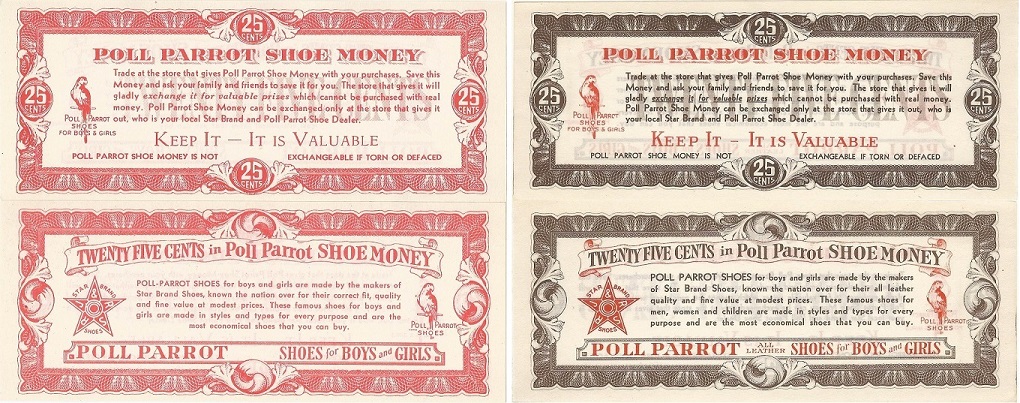 25
CENTS
POLL PARROT SHOE MONEY
Trade at the store that gives Poll Parrot Shoe Money with your purchases. Save this
Money and ask your family and friends to save it for you. The store that gives it will
gladly exchange it for valuable prizes which cannot be purchased with real
money. Poll Parrot Shoe Money can be exchanged only at the store that gives it
out, who is your local Star Brand and Poll Parrot Shoe Dealer.
25
CENTS
25
CENTS
POLL PARROT
SHOES
FOR BOYS & GIRLS
KEEP IT – IT IS VALUABLE
POLL PARROT SHOE MONEY IS NOT EXCHANGEABLE IF TORN OR DEFACED
25
CENTS
TWENTY FIVE CENTS in Poll Parrot SHOE MONEY
POLL-PARROT SHOES for boys and girls are made by the makers
of Star Brand Shoes, known the nation over for their correct fit, quality
and fine value at modest prices. These famous shoes for boys and
girls are made in styles and types for every purpose and are the
most economical shoes that you can buy.
STAR BRAND
SHOES
POLL PARROT
SHOES
POLL PARROT SHOES for BOYS and GIRLS
25
CENTS
POLL PARROT SHOE MONEY
Trade at the store that gives Poll Parrot Shoe Money with your purchases. Save this
Money and ask your family and friends to save it for you. The store that gives it will
gladly exchange it for valuable prizes which cannot be purchased with real money.
Poll Parrot Shoe Money can be exchanged only at the store that gives it out, who is
your local Star Brand and Poll Parrot Shoe Dealer.
25
CENTS
25
CENTS
POLL PARROT
SHOES
FOR BOYS & GIRLS
KEEP IT – IT IS VALUABLE
POLL PARROT SHOE MONEY IS NOT EXCHANGEABLE IF TORN OR DEFACED
25
CENTS
TWENTY FIVE CENTS in Poll Parrot SHOE MONEY
POLL PARROT SHOES for boys and girls are made by the makers
of Star Brand Shoes, known the nation over for their all leather
quality and fine value at modest prices. These famous shoes for
men, women and children are made in styles and types for every
purpose and are the most economical shoes that you can buy.
STAR BRAND
SHOES
POLL PARROT
SHOES
POLL PARROT ALL LEATHER SHOES for BOYS and GIRLS